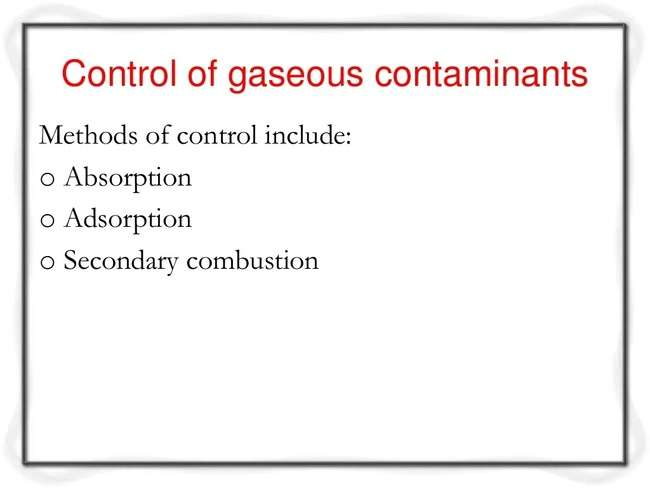 Control of gaseous contaminants
Methods of control include:
o Absorption
o Adsorption
o Secondary combustion